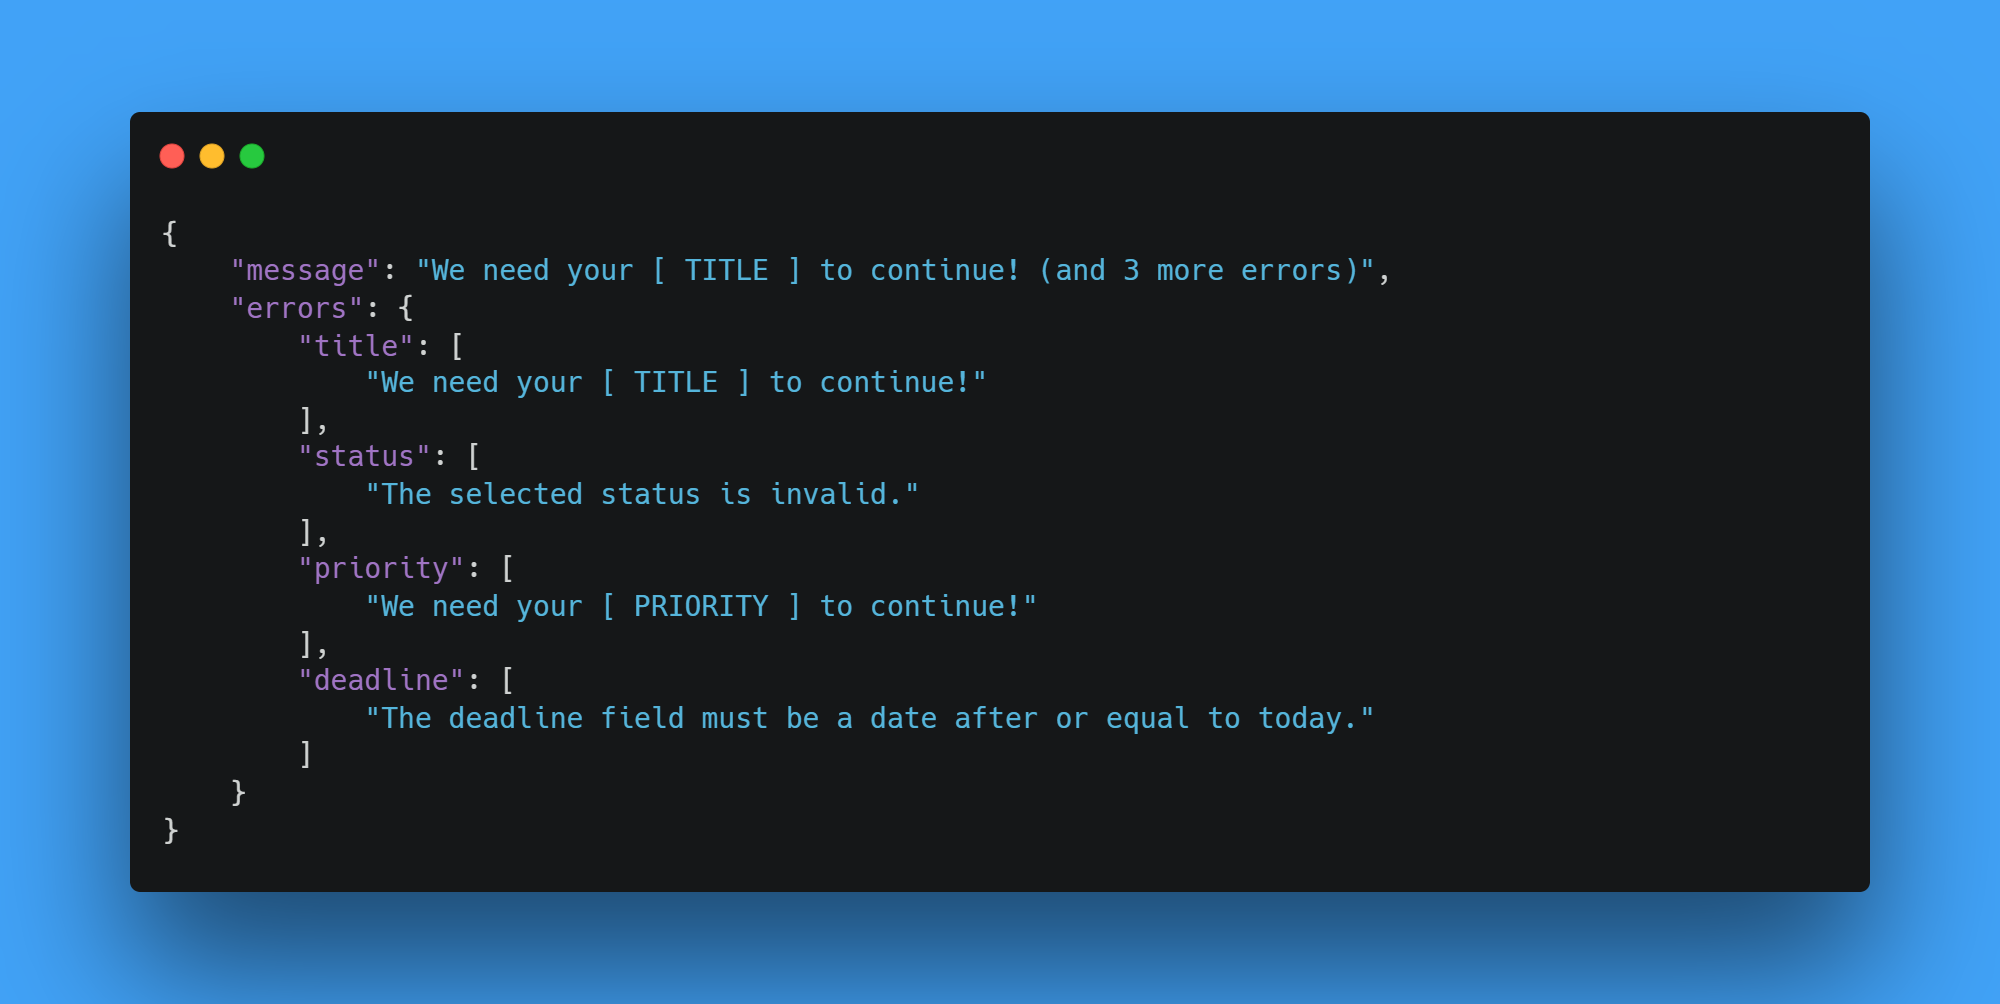 {
    "message": "We need your [ TITLE ] to continue! (and 3 more errors)",
    "errors": {
        "title": [
            "We need your [ TITLE ] to continue!"
        ],
        "status": [
            "The selected status is invalid."
        ],
        "priority": [
            "We need your [ PRIORITY ] to continue!"
        ],
        "deadline": [
            "The deadline field must be a date after or equal to today."
        ]
    }
}